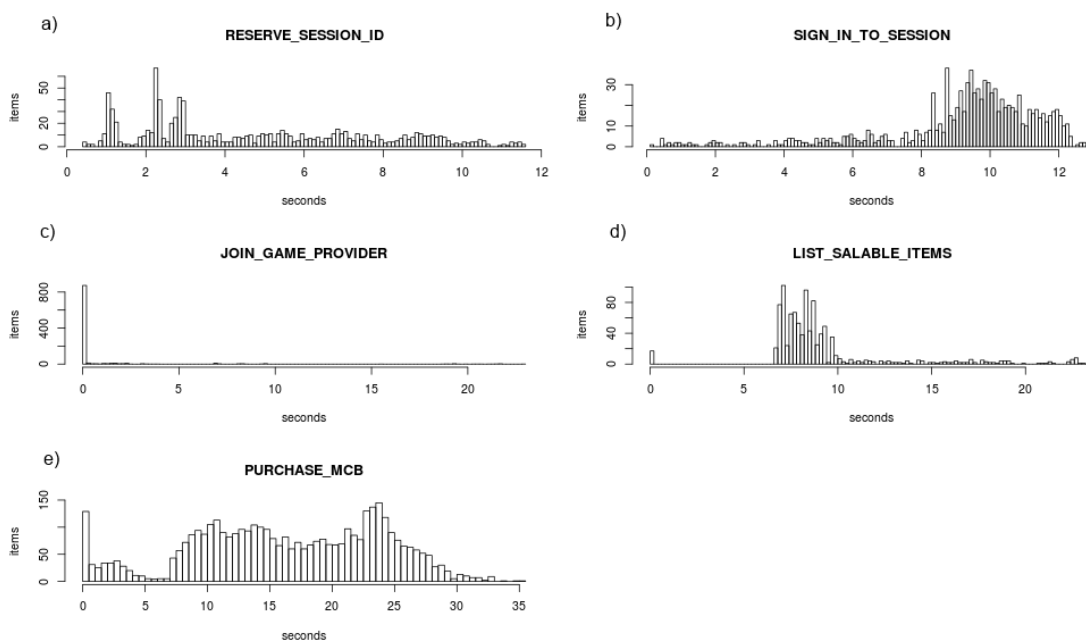 a)
RESERVE_SESSION_ID
items
0 20 50
0 2 4 6 8 10 12
seconds
b)
SIGN_IN_TO_SESSION
items
0 10 30
0 2 4 6 8 10 12
seconds
c)
JOIN_GAME_PROVIDER
items
0 400 800
0 5 10 15 20
seconds
d)
LIST_SALABLE_ITEMS
items
0 40 80
0 5 10 15 20
seconds
e)
PURCHASE_MCB
items
0 50 150
0 5 10 15 20 25 30 35
seconds